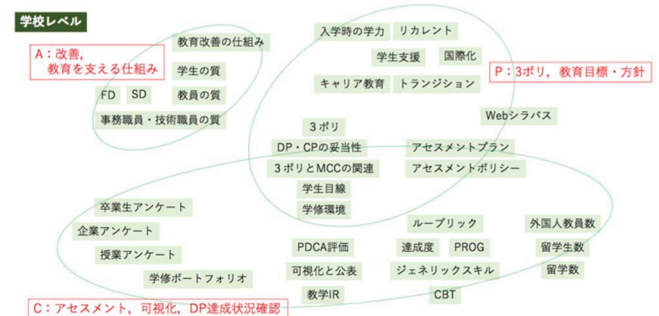 学校レベル
A：改善,
教育を支える仕組み
教育改善の仕組み
学生の質
FD
SD
教員の質
事務職員・技術職員の質
入学時の学力
リカレント
学生支援
国際化
キャリア教育
トランジション
P：3ポリ, 教育目標・方針
Webシラバス
3ポリ
DP・CPの妥当性
アセスメントプラン
3ポリとMCCの関連
アセスメントポリシー
学生目線
学修環境
卒業生アンケート
企業アンケート
授業アンケート
学修ポートフォリオ
ルーブリック
外国人教員数
PDCA評価
達成度
PROG
留学生数
可視化と公表
ジェネリックスキル
留学数
教学IR
CBT
C：アセスメント, 可視化, DP達成状況確認